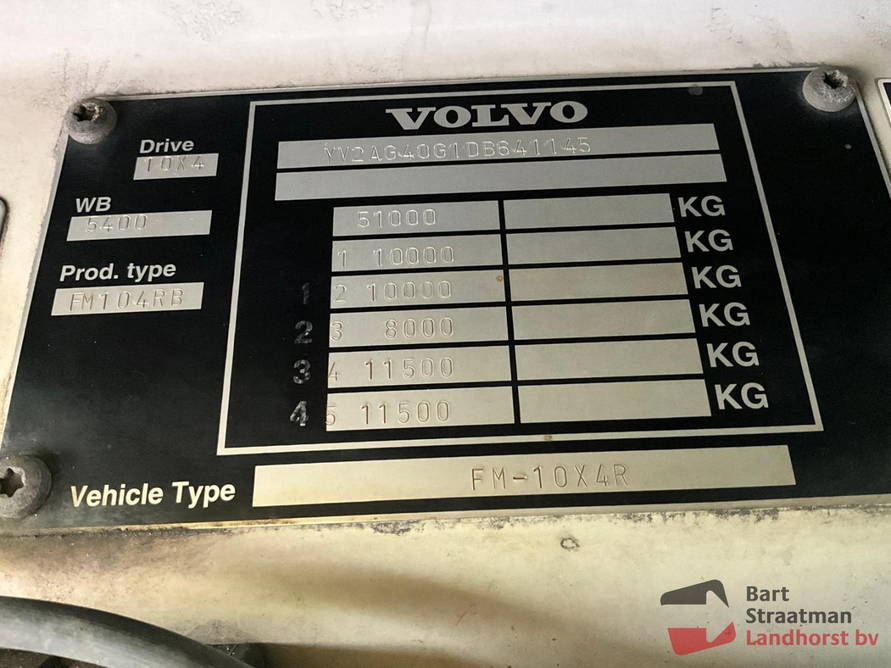 VOLVO
Drive
10X4
YV2AG40G1DB641145
WB
5400
51000 KG
1 10000 KG
Prod. type
FM104RB
1 2 10000 KG
2 3 8000 KG
3 4 11500 KG
4 5 11500 KG
Vehicle Type FM-10X4R
Bart
Straatman
Landhorst bv